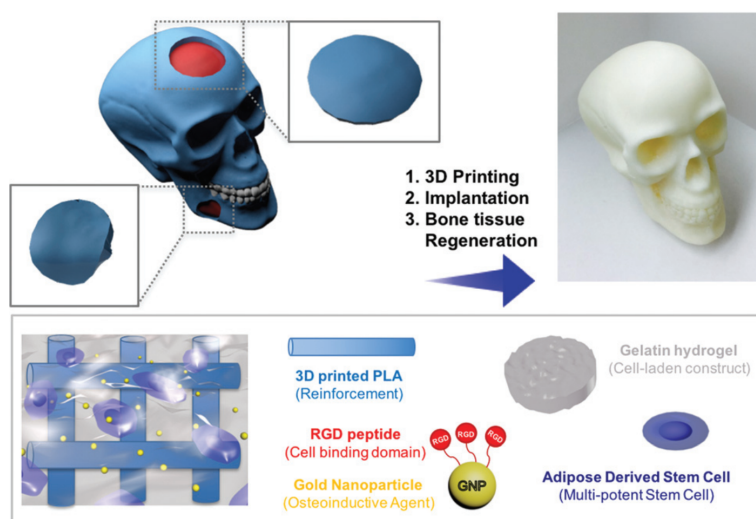 1. 3D Printing
2. Implantation
3. Bone tissue
Regeneration
3D printed PLA
(Reinforcement)
RGD peptide
(Cell binding domain)
Gold Nanoparticle
(Osteoinductive Agent)
RGD
RGD
RGD
GNP
Gelatin hydrogel
(Cell-laden construct)
Adipose Derived Stem Cell
(Multi-potent Stem Cell)